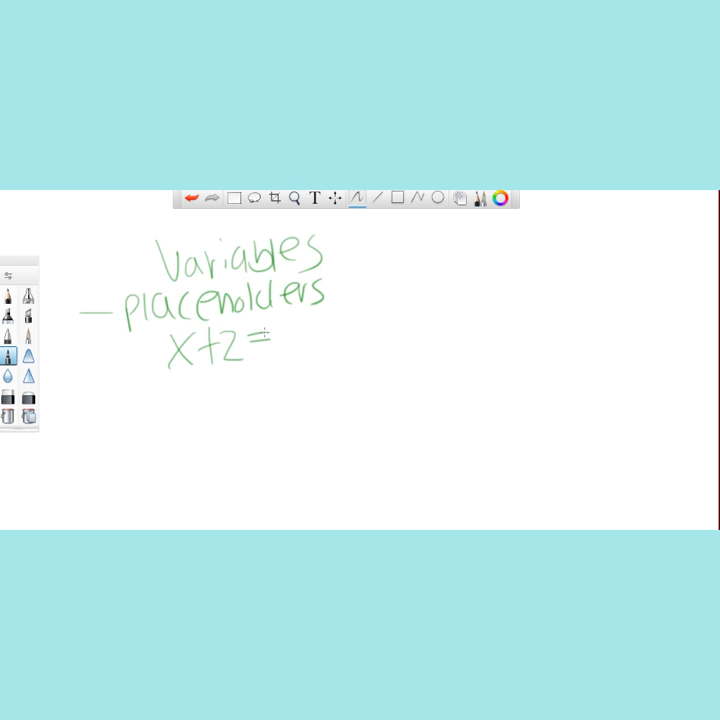 Variables
— placeholders
x+2=